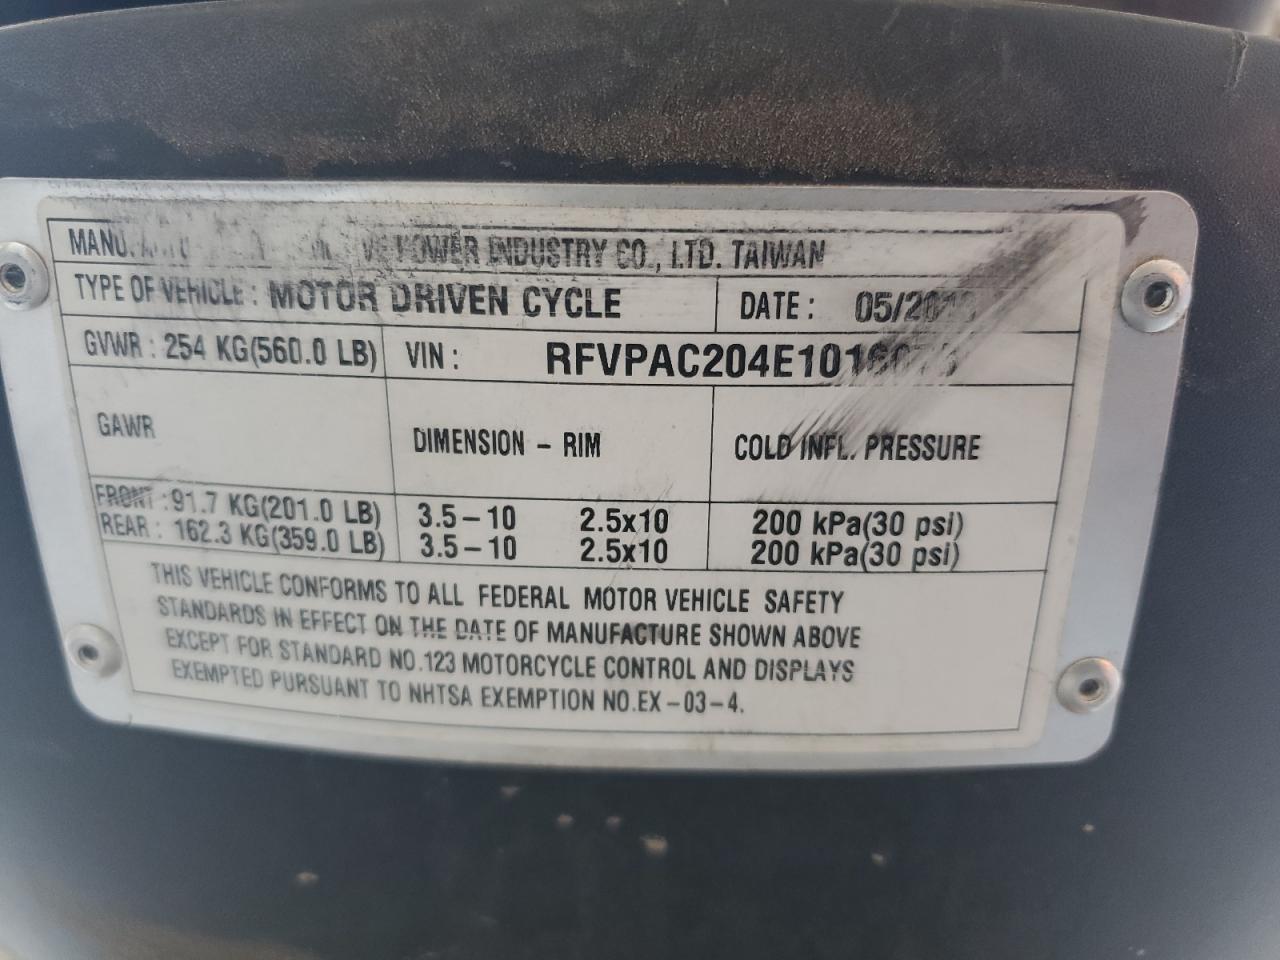 POWER INDUSTRY CO., LTD. TAIWAN
TYPE OF VEHICLE : MOTOR DRIVEN CYCLE DATE :
GVWR : 254 KG(560.0 LB) VIN :
GAWR DIMENSION - RIM COLD INFL. PRESSURE
FRONT : 91.7 KG(201.0 LB) 3.5-10 2.5x10 200 kPa(30 psi)
REAR : 162.3 KG(359.0 LB) 3.5-10 2.5x10 200 kPa(30 psi)
THIS VEHICLE CONFORMS TO ALL FEDERAL MOTOR VEHICLE SAFETY
STANDARDS IN EFFECT ON THE DATE OF MANUFACTURE SHOWN ABOVE
EXCEPT FOR STANDARD NO.123 MOTORCYCLE CONTROL AND DISPLAYS
EXEMPTED PURSUANT TO NHTSA EXEMPTION NO.EX-03-4.